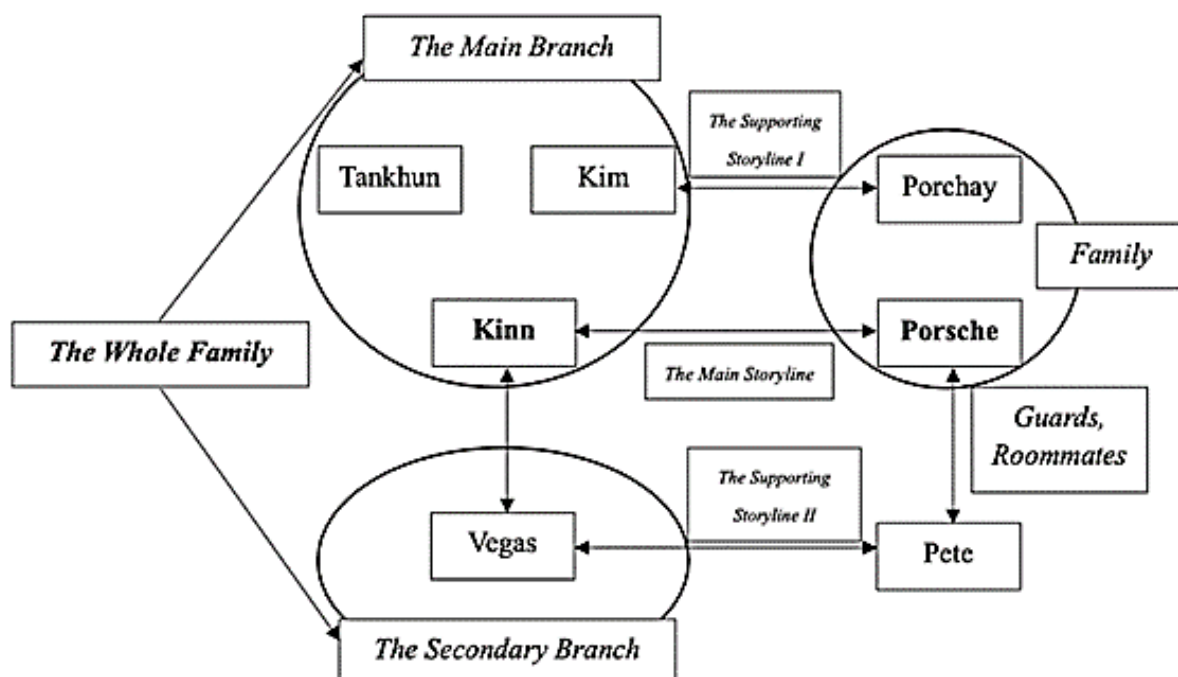 The Main Branch
The Supporting
Storyline I
Tankhun
Kim
Porchay
Family
The Whole Family
Kinn
Porsche
The Main Storyline
Guards,
Roommates
The Supporting
Storyline II
Vegas
Pete
The Secondary Branch